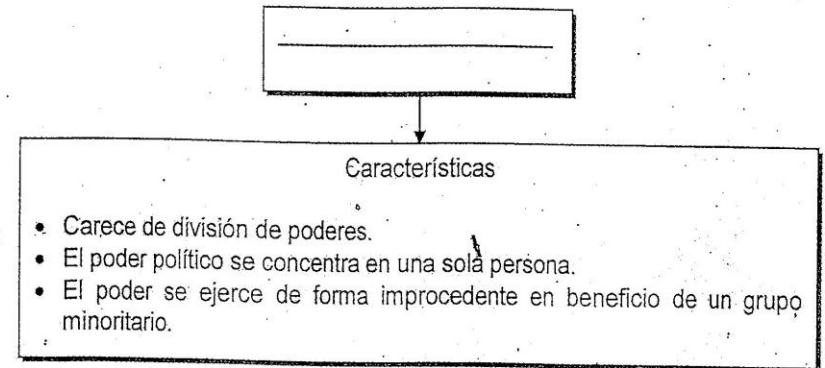 Características
• Carece de división de poderes.
• El poder político se concentra en una sola persona.
• El poder se ejerce de forma improcedente en beneficio de un grupo
minoritario.